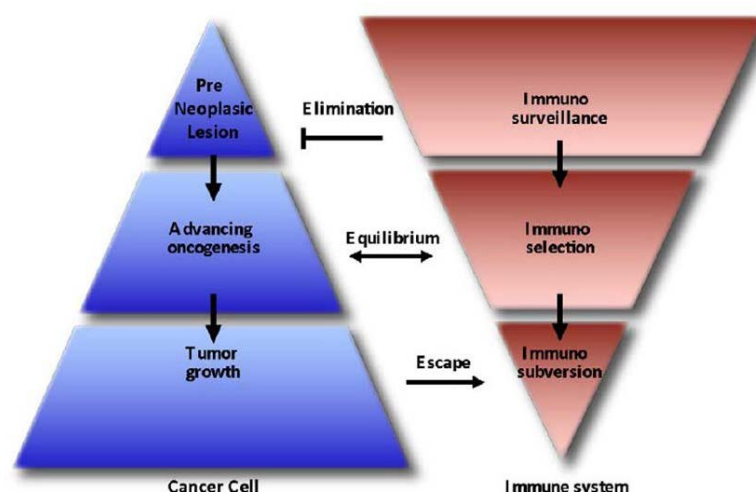 Pre
Neoplasic
Lesion
Elimination
Immuno
surveillance
Advancing
oncogenesis
Equilibrium
Immuno
selection
Tumor
growth
Escape
Immuno
subversion
Cancer Cell
Immune system